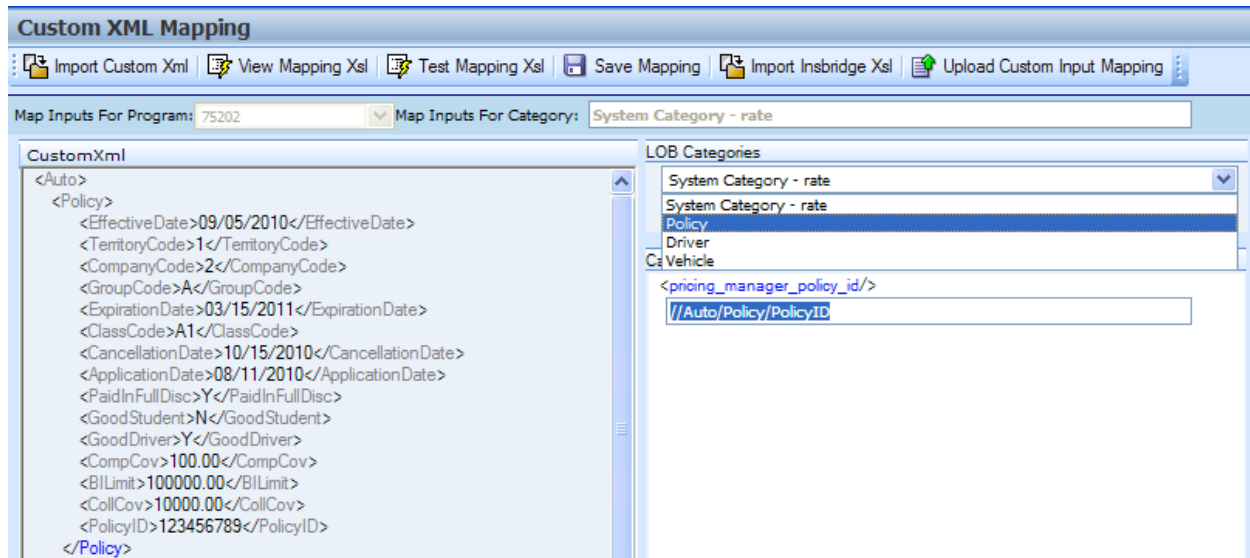 Custom XML Mapping
Import Custom Xml View Mapping Xsl Test Mapping Xsl Save Mapping Import Insbridge Xsl Upload Custom Input Mapping
Map Inputs For Program: 75202 Map Inputs For Category: System Category - rate
CustomXml
<Auto>
<Policy>
<EffectiveDate>09/05/2010</EffectiveDate>
<TerritoryCode>1</TerritoryCode>
<CompanyCode>2</CompanyCode>
<GroupCode>A</GroupCode>
<ExpirationDate>03/15/2011</ExpirationDate>
<ClassCode>A1</ClassCode>
<CancellationDate>10/15/2010</CancellationDate>
<ApplicationDate>08/11/2010</ApplicationDate>
<PaidInFullDisc>Y</PaidInFullDisc>
<GoodStudent>N</GoodStudent>
<GoodDriver>Y</GoodDriver>
<CompCov>100.00</CompCov>
<BILimit>100000.00</BILimit>
<CollCov>10000.00</CollCov>
<PolicyID>123456789</PolicyID>
</Policy>
LOB Categories
System Category - rate
System Category - rate
Policy
Driver
Vehicle
<pricing_manager_policy_id/>
//Auto/Policy/PolicyID